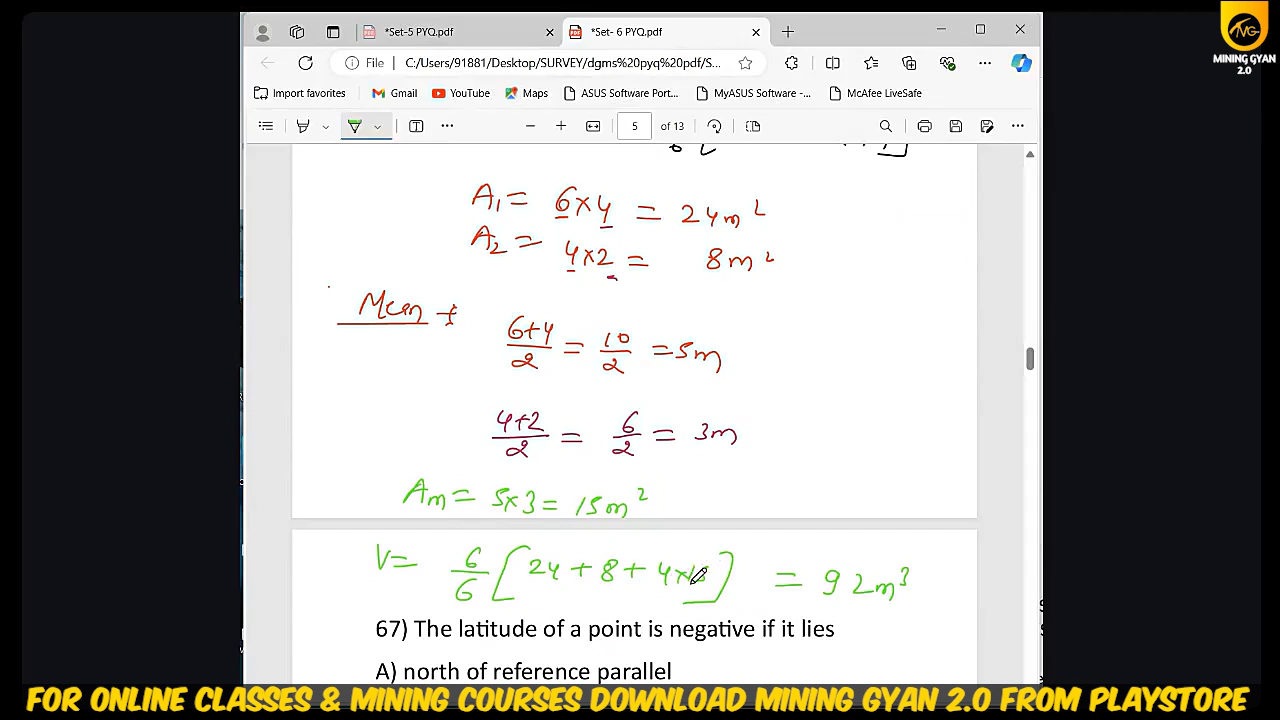 *Set-5 PYQ.pdf
*Set- 6 PYQ.pdf
MINING GYAN
2.0
File
C:/Users/91881/Desktop/SURVEY/dgms%20pyq%20pdf/S...
Import favorites
Gmail
YouTube
Maps
ASUS Software Port...
MyASUS Software -...
McAfee LiveSafe
5 of 13
A1 = 6×4 = 24m²
A2 = 4×2 = 8m²
Mean ÷
6+4/2 = 10/2 = 5m
4+2/2 = 6/2 = 3m
Am = 5×3 = 15m²
V = 6/6 [24 + 8 + 4×15] = 92m³
67) The latitude of a point is negative if it lies
A) north of reference parallel
FOR ONLINE CLASSES & MINING COURSES DOWNLOAD MINING GYAN 2.0 FROM PLAYSTORE